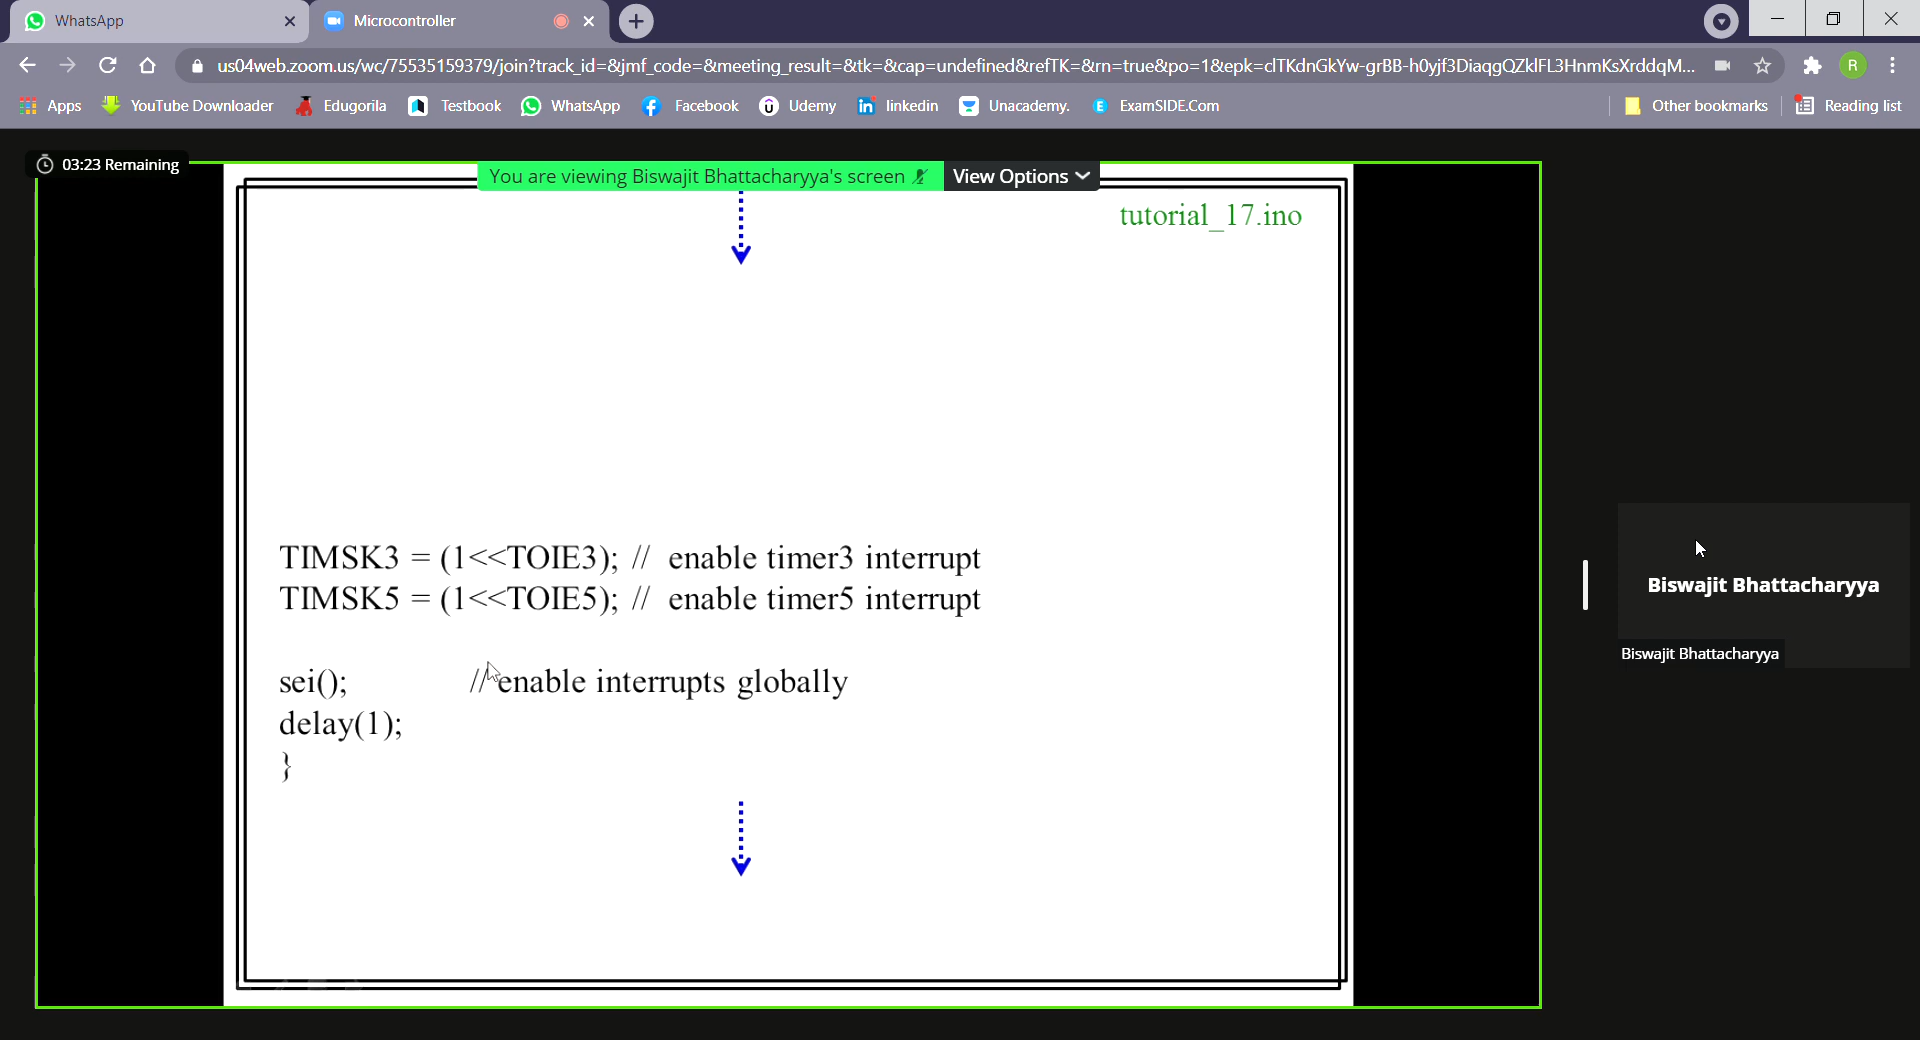 WhatsApp
Microcontroller
us04web.zoom.us/wc/75535159379/join?track_id=&jmf_code=&meeting_result=&tk=&cap=undefined&refTK=&rn=true&po=1&epk=clTKdnGkYw-grBB-h0yjf3DiaqgQZklFL3HnmKsXrddqM...
R
Apps YouTube Downloader Edugorila Testbook WhatsApp Facebook Udemy linkedin Unacademy. ExamSIDE.Com Other bookmarks Reading list
03:23 Remaining
You are viewing Biswajit Bhattacharyya's screen View Options
tutorial_17.ino
TIMSK3 = (1<<TOIE3); // enable timer3 interrupt
TIMSK5 = (1<<TOIE5); // enable timer5 interrupt
sei(); // enable interrupts globally
delay(1);
}
Biswajit Bhattacharyya
Biswajit Bhattacharyya